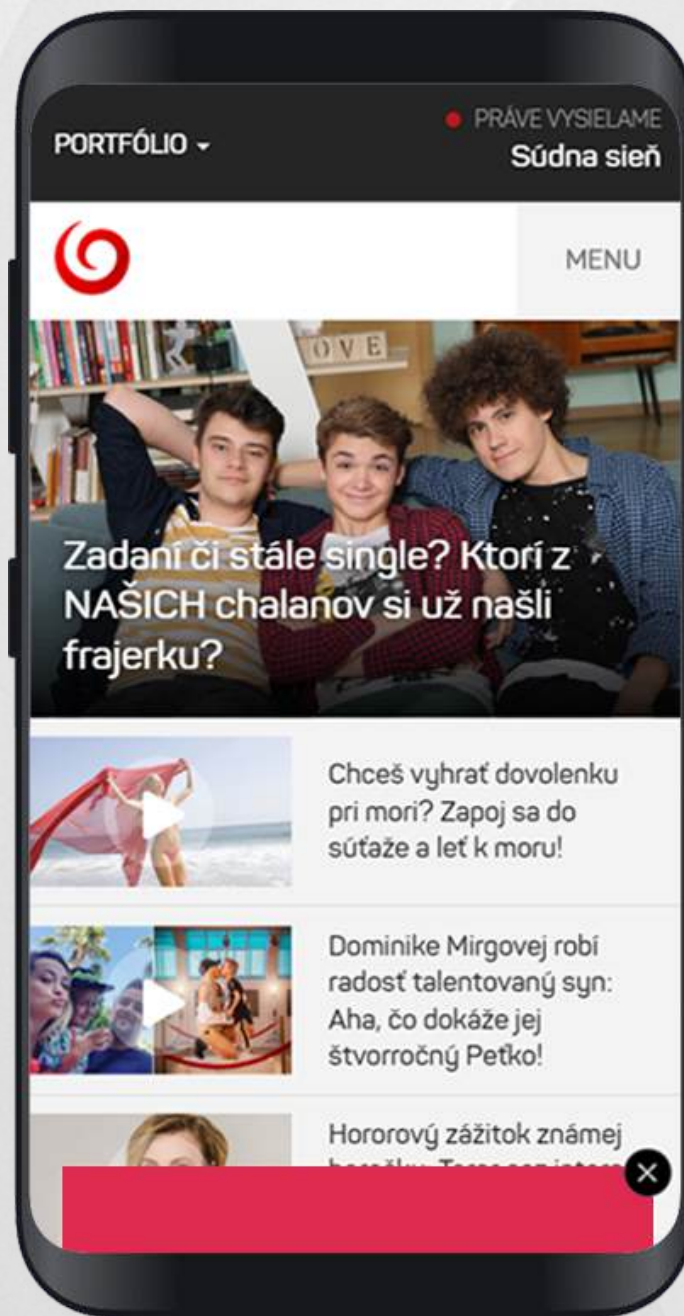 PORTFÓLIO
PRÁVE VYSIELAME
Súdna sieň
MENU
OVE
Zadaní či stále single? Ktorí z
NAŠICH chalanov si už našli
frajerku?
Chceš vyhrať dovolenku
pri mori? Zapoj sa do
súťaže a leť k moru!
Dominike Mirgovej robí
radosť talentovaný syn:
Aha, čo dokáže jej
štvorročný Peťko!
Hororový zážitok známej